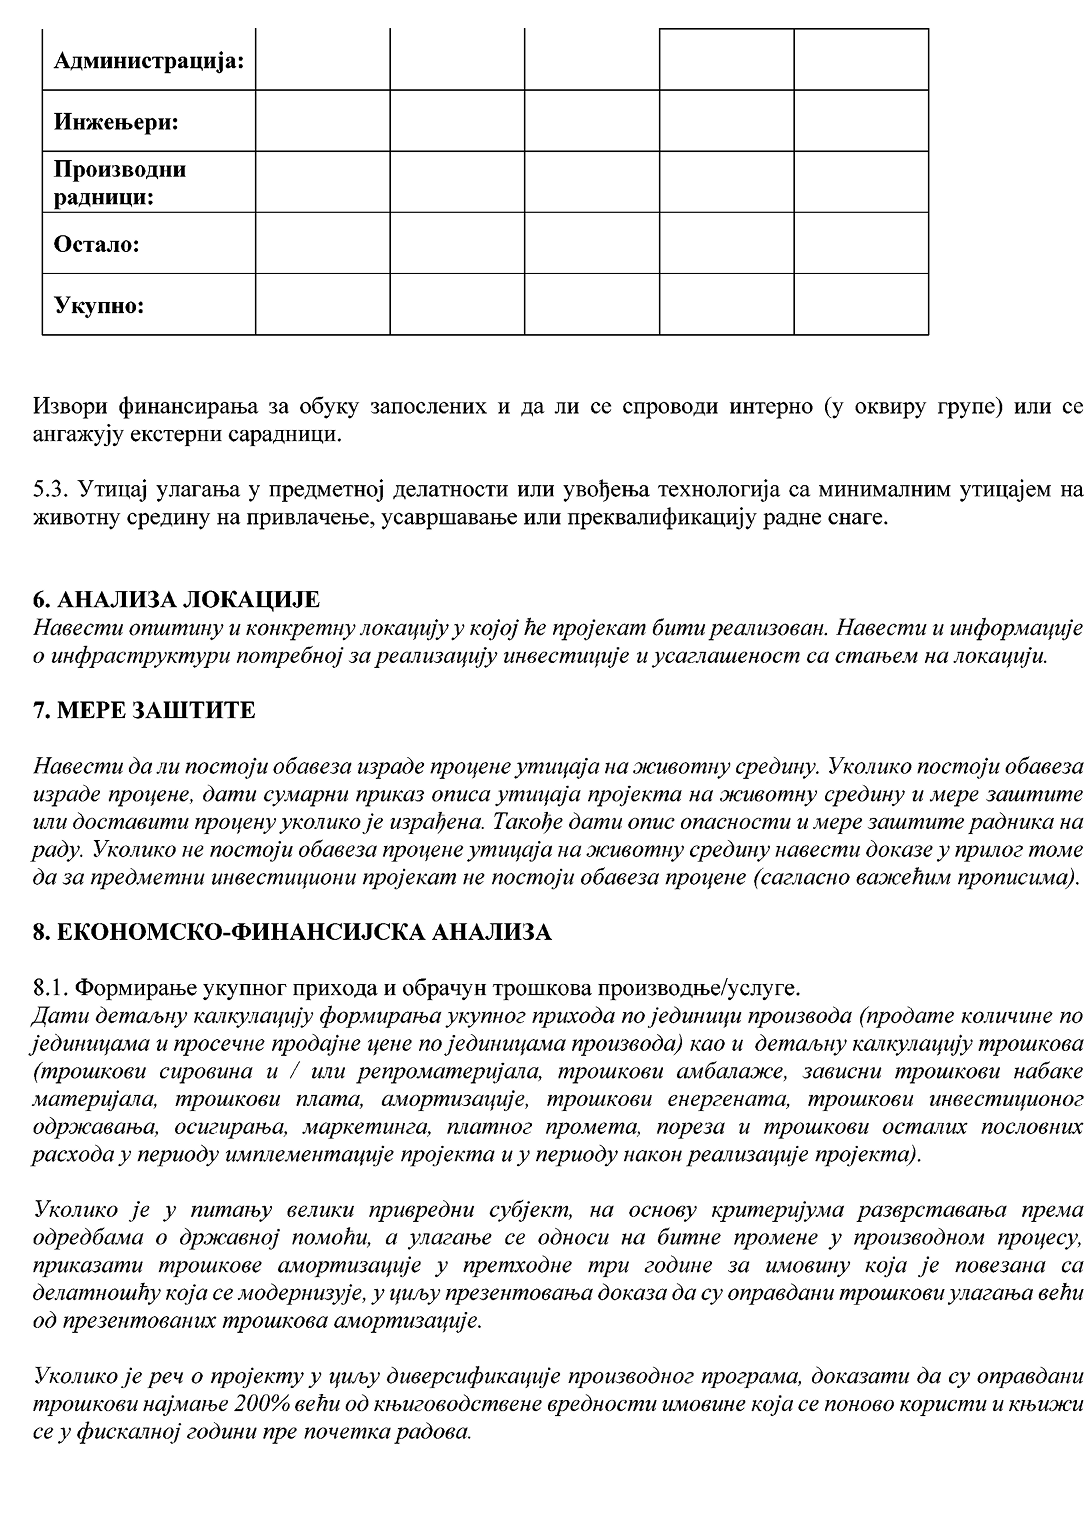 Администрација:
Инжењери:
Производни
радници:
Остало:
Укупно:
Извори финансирања за обуку запослених и да ли се спроводи интерно (у оквиру групе) или се
ангажују екстерни сарадници.
5.3. Утицај улагања у предметној делатности или увођења технологија са минималним утицајем на
животну средину на привлачење, усавршавање или преквалификацију радне снаге.
6. АНАЛИЗА ЛОКАЦИЈЕ
Навести општину и конкретну локацију у којој ће пројекат бити реализован. Навести и информације
о инфраструктури потребној за реализацију инвестиције и усаглашеност са стањем на локацији.
7. МЕРЕ ЗАШТИТЕ
Навести да ли постоји обавеза израде процене утицаја на животну средину. Уколико постоји обавеза
израде процене, дати сумарни приказ описа утицаја пројекта на животну средину и мере заштите
или доставити процену уколико је израђена. Такође дати опис опасности и мере заштите радника на
раду. Уколико не постоји обавеза процене утицаја на животну средину навести доказе у прилог томе
да за предметни инвестициони пројекат не постоји обавеза процене (сагласно важећим прописима).
8. ЕКОНОМСКО-ФИНАНСИЈСКА АНАЛИЗА
8.1. Формирање укупног прихода и обрачун трошкова производње/услуге.
Дати детаљну калкулацију формирања укупног прихода по јединици производа (продате количине по
јединицама и просечне продајне цене по јединицама производа) као и  детаљну калкулацију трошкова
(трошкови сировина и / или репроматеријала, трошкови амбалаже, зависни трошкови набаке
материјала, трошкови плата, амортизације, трошкови енергената, трошкови инвестиционог
одржавања, осигирања, маркетинга, платног промета, пореза и трошкови осталих пословних
расхода у периоду имплементације пројекта и у периоду након реализације пројекта).
Уколико је у питању велики привредни субјект, на основу критеријума разврставања према
одредбама о државној помоћи, а улагање се односи на битне промене у производном процесу,
приказати трошкове амортизације у претходне три године за имовину која је повезана са
делатношћу која се модернизује, у циљу презентовања доказа да су оправдани трошкови улагања већи
од презентованих трошкова амортизације.
Уколико је реч о пројекту у циљу диверсификације производног програма, доказати да су оправдани
трошкови најмање 200% већи од књиговодствене вредности имовине која се поново користи и књижи
се у фискалној години пре почетка радова.